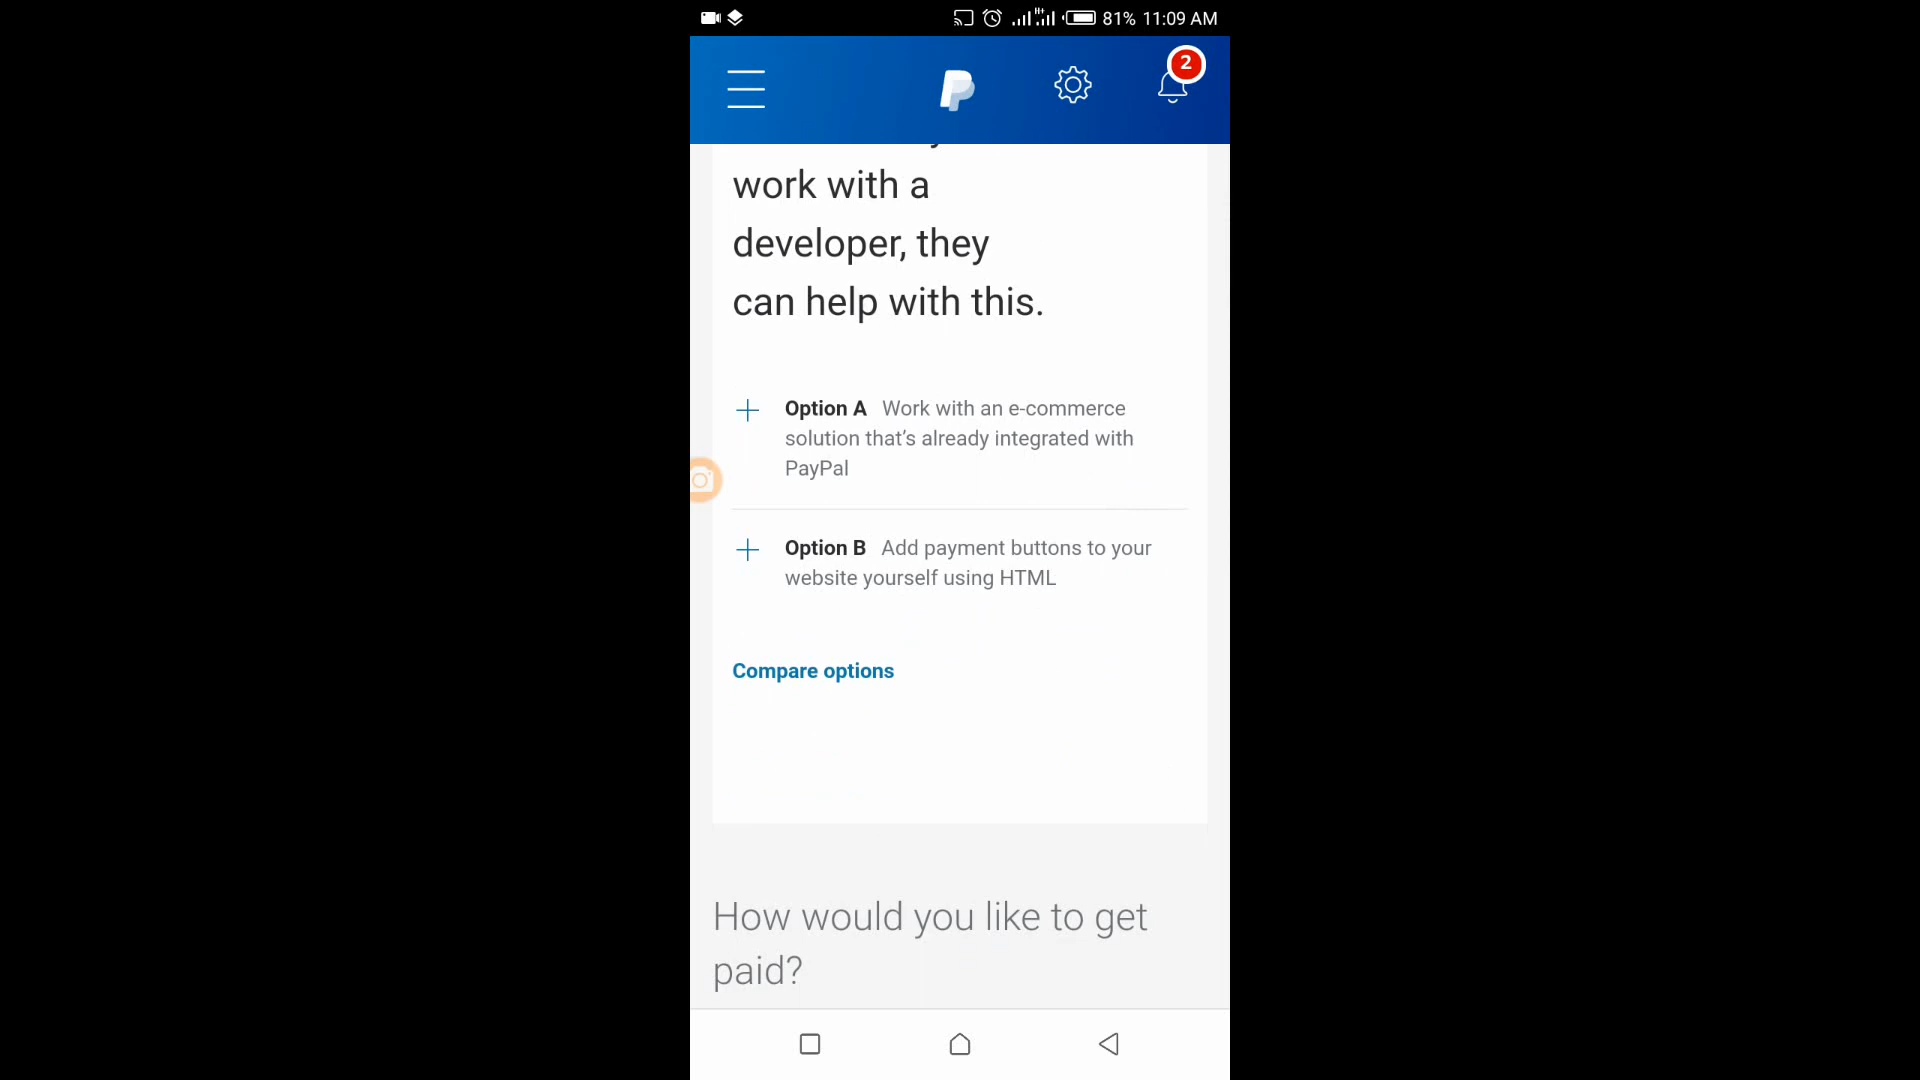 81% 11:09 AM
2
work with a
developer, they
can help with this.
Option A Work with an e-commerce
solution that’s already integrated with
PayPal
Option B Add payment buttons to your
website yourself using HTML
Compare options
How would you like to get
paid?